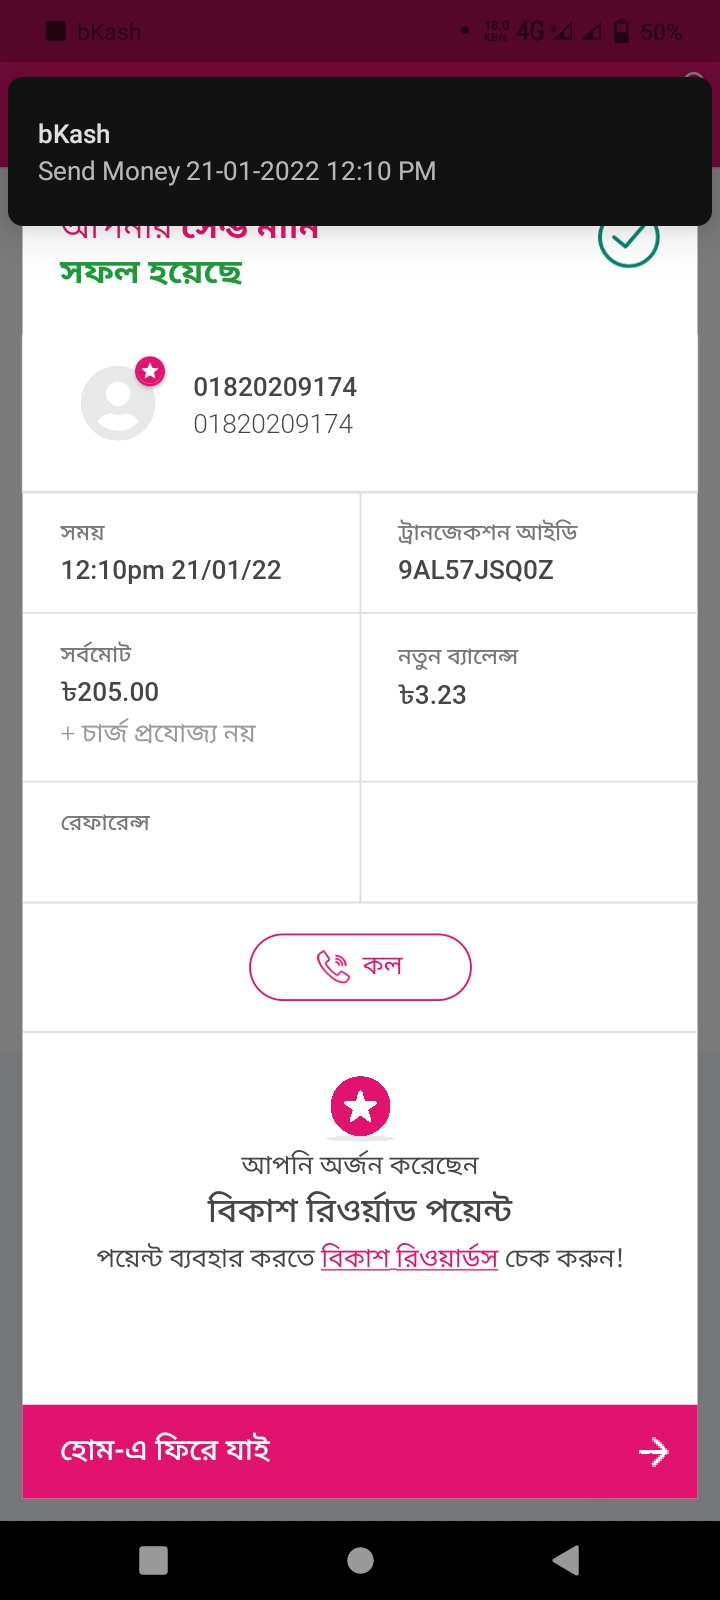 bKash
18.0 KB/s 4G 50%
bKash
Send Money 21-01-2022 12:10 PM
আপনার সেন্ড মানি
সফল হয়েছে
01820209174
01820209174
সময়
12:10pm 21/01/22
ট্রানজেকশন আইডি
9AL57JSQ0Z
সর্বমোট
৳205.00
+ চার্জ প্রযোজ্য নয়
নতুন ব্যালেন্স
৳3.23
রেফারেন্স
কল
আপনি অর্জন করেছেন
বিকাশ রিওর্য়াড পয়েন্ট
পয়েন্ট ব্যবহার করতে বিকাশ রিওয়ার্ডস চেক করুন!
হোম-এ ফিরে যাই